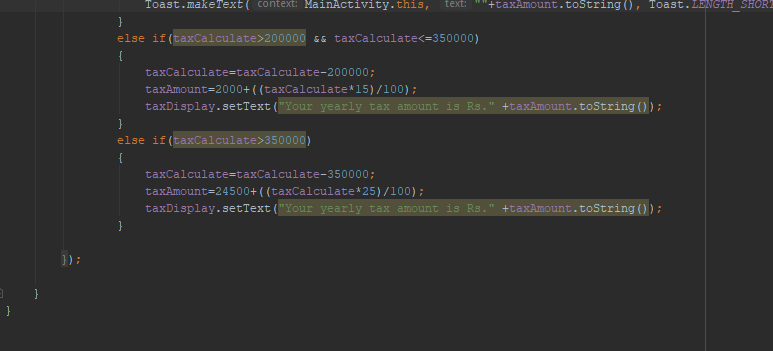 Toast.makeText( context: MainActivity.this, text: ""+taxAmount.toString(), Toast.LENGTH_SHORT
}
else if(taxCalculate>200000 && taxCalculate<=350000)
{
taxCalculate=taxCalculate-200000;
taxAmount=2000+((taxCalculate*15)/100);
taxDisplay.setText("Your yearly tax amount is Rs." +taxAmount.toString());
}
else if(taxCalculate>350000)
{
taxCalculate=taxCalculate-350000;
taxAmount=24500+((taxCalculate*25)/100);
taxDisplay.setText("Your yearly tax amount is Rs." +taxAmount.toString());
}
});
}
}